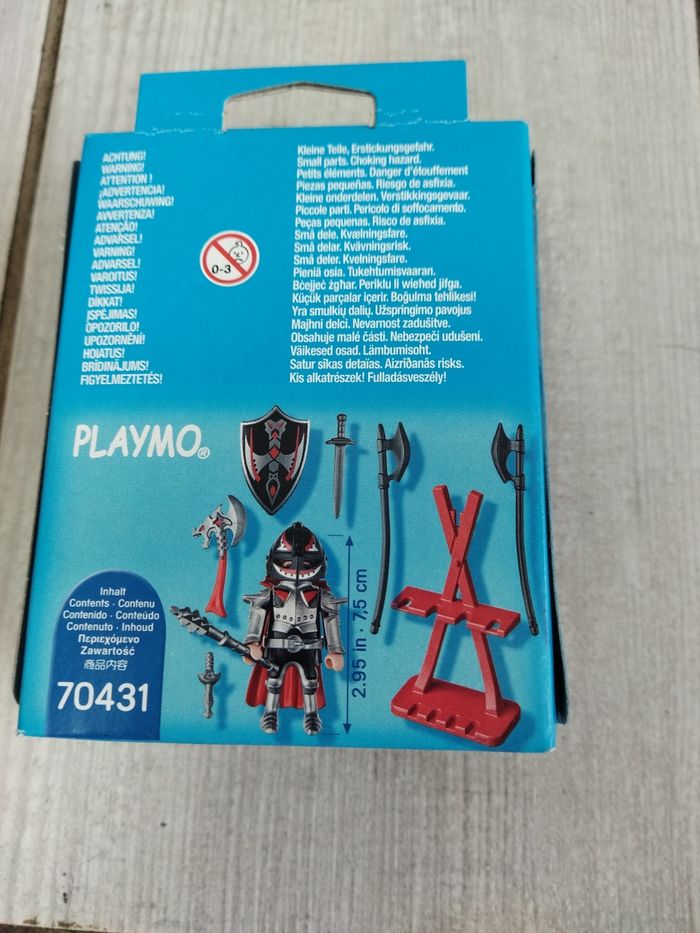 ACHTUNG!
WARNING!
ATTENTION !
¡ADVERTENCIA!
WAARSCHUWING!
AVVERTENZA!
ATENÇÃO!
ADVARSEL!
VARNING!
ADVARSEL!
VAROITUS!
TWISSIJA!
DİKKAT!
ISPĖJIMAS!
OPOZORILO!
UPOZORNĚNÍ!
HOIATUS!
BRĪDINĀJUMS!
FIGYELMEZTETÉS!
0-3
Kleine Teile, Erstickungsgefahr.
Small parts. Choking hazard.
Petits éléments. Danger d'étouffement
Piezas pequeñas. Riesgo de asfixia.
Kleine onderdelen. Verstikkingsgevaar.
Piccole parti. Pericolo di soffocamento.
Peças pequenas. Risco de asfixia.
Små dele. Kvælningsfare.
Små delar. Kvävningsrisk.
Små deler. Kvelningsfare.
Pieniä osia. Tukehtumisvaaran.
Bċejjeċ żgħar. Periklu li wieħed jifga.
Küçük parçalar içerir. Boğulma tehlikesi!
Yra smulkių dalių. Užspringimo pavojus
Majhni delci. Nevarnost zadušitve.
Obsahuje malé části. Nebezpečí udušení.
Väikesed osad. Lämbumisoht.
Satur sīkas detaļas. Aizrīšanās risks.
Kis alkatrészek! Fulladásveszély!
PLAYMO®
2.95 in · 7,5 cm
Inhalt
Contents · Contenu
Contenido · Conteúdo
Contenuto · Inhoud
Περιεχόμενο
Zawartość
商品内容
70431